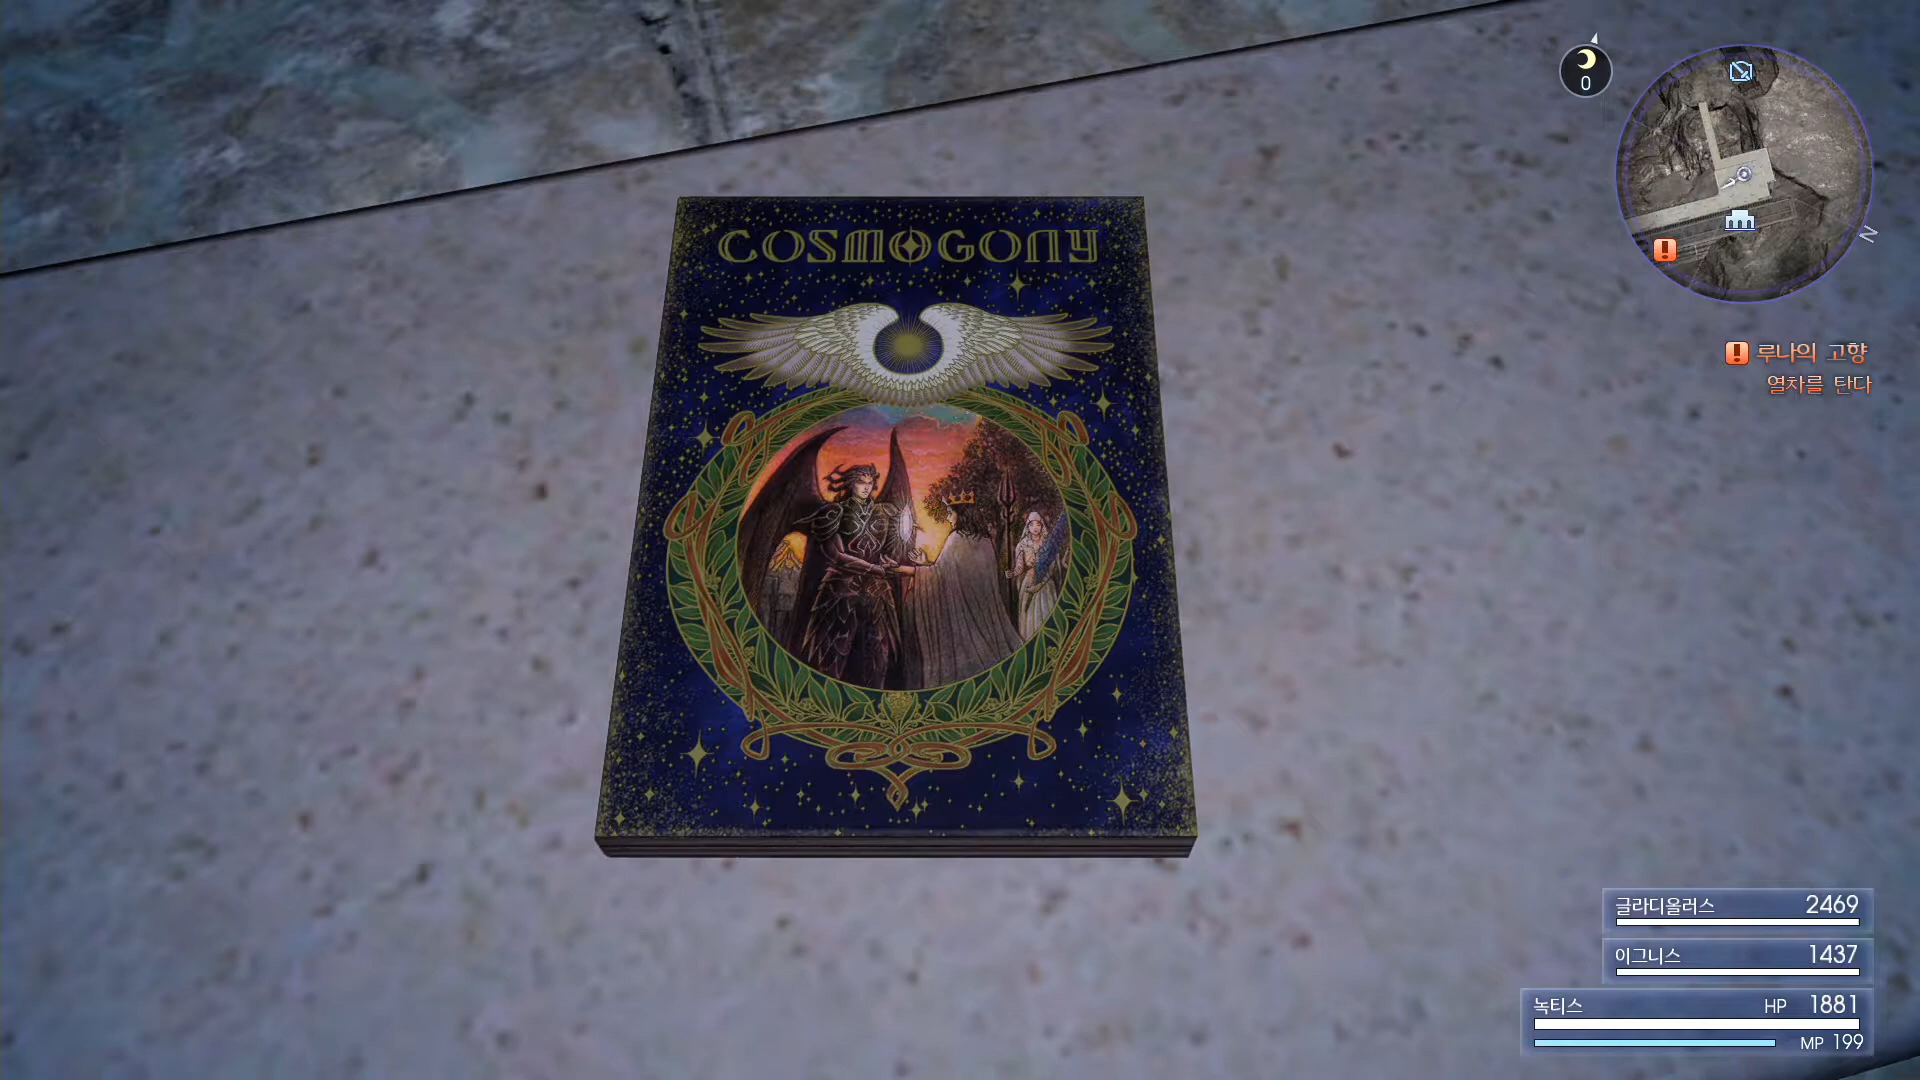 COSMOGONY
0
N
루나의 고향
열차를 탄다
글라디올러스 2469
이그니스 1437
녹티스 HP 1881
MP 199